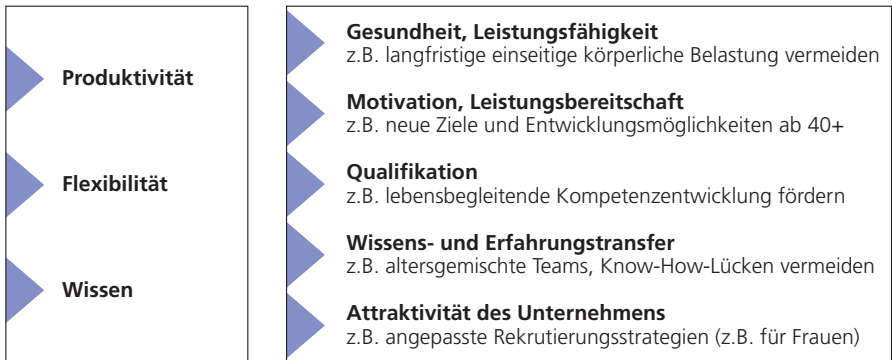 Produktivität
Flexibilität
Wissen
Gesundheit, Leistungsfähigkeit
z.B. langfristige einseitige körperliche Belastung vermeiden
Motivation, Leistungsbereitschaft
z.B. neue Ziele und Entwicklungsmöglichkeiten ab 40+
Qualifikation
z.B. lebensbegleitende Kompetenzentwicklung fördern
Wissens- und Erfahrungstransfer
z.B. altersgemischte Teams, Know-How-Lücken vermeiden
Attraktivität des Unternehmens
z.B. angepasste Rekrutierungsstrategien (z.B. für Frauen)